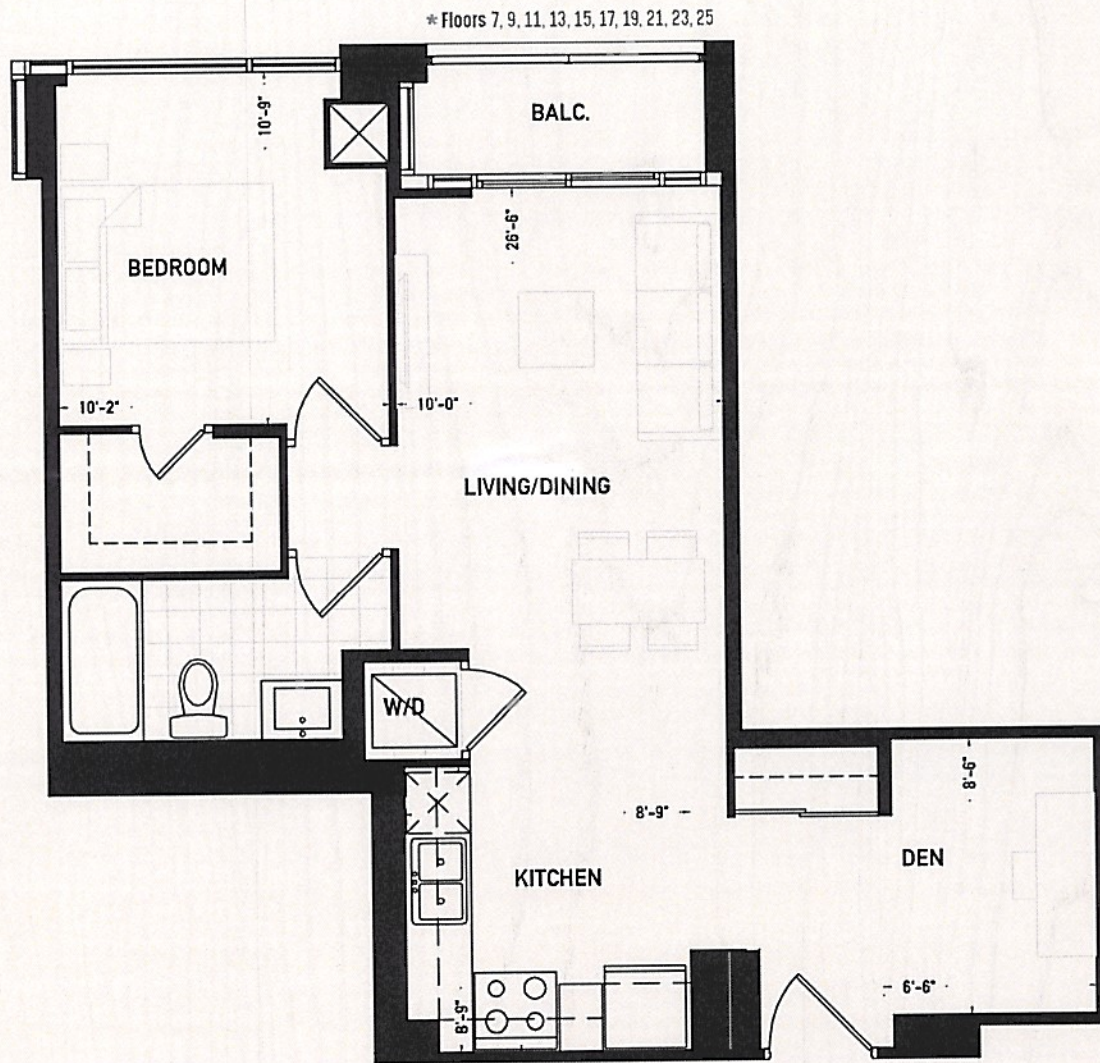 * Floors 7, 9, 11, 13, 15, 17, 19, 21, 23, 25
BALC.
10'-9"
26'-6"
BEDROOM
10'-2"
10'-0"
LIVING/DINING
W/D
8'-9"
8'-6"
DEN
KITCHEN
6'-6"
8'-9"